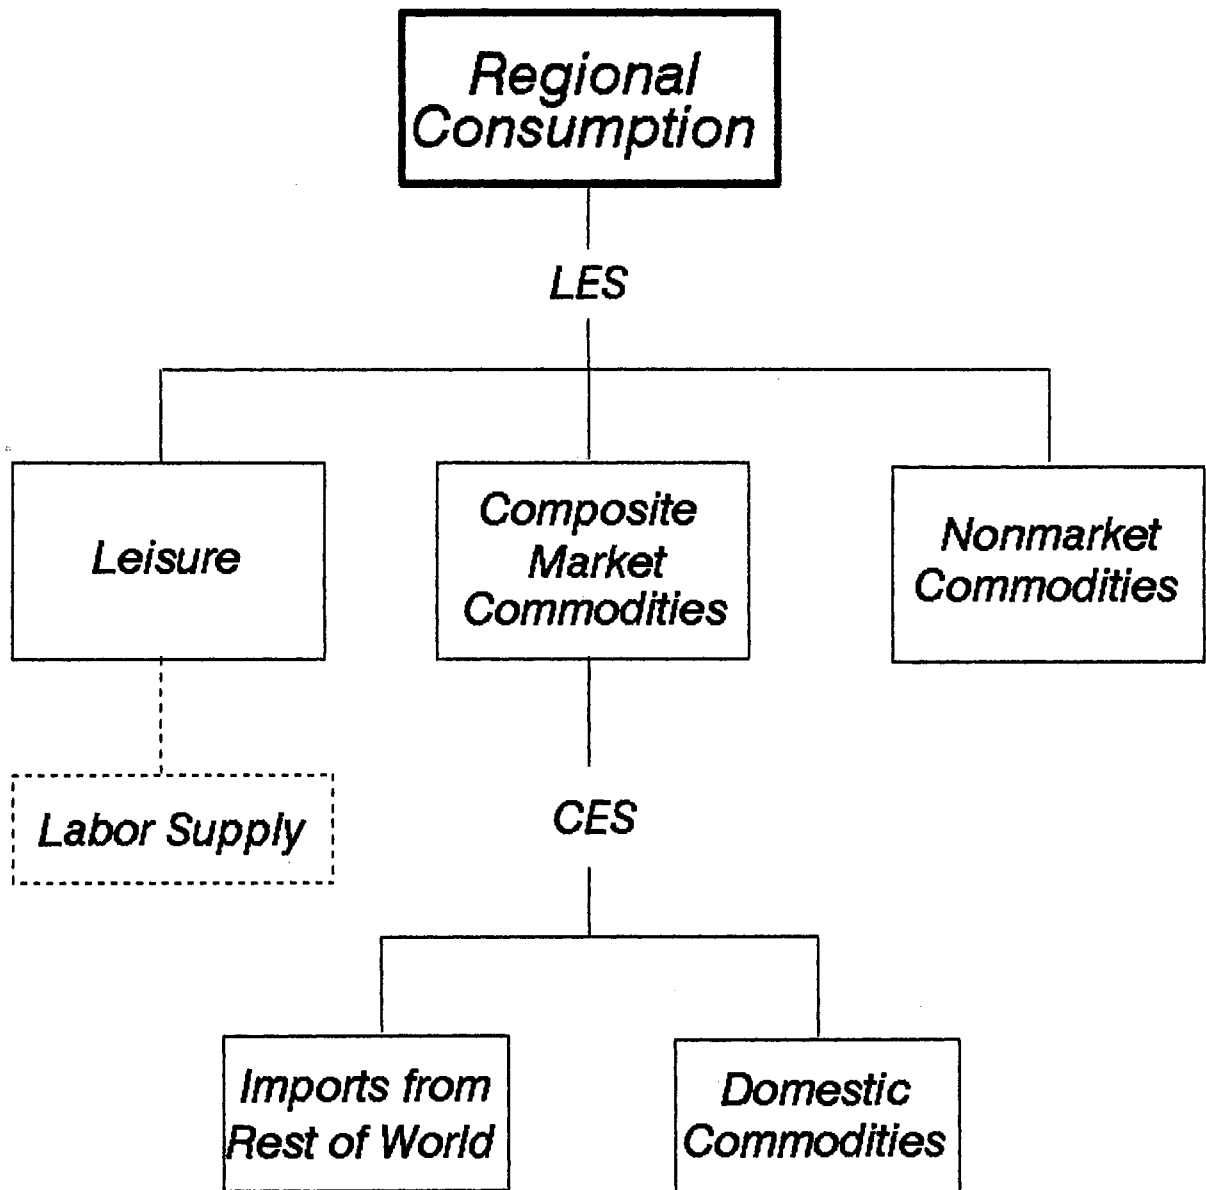 Regional
Consumption
LES
Leisure
Composite
Market
Commodities
Nonmarket
Commodities
Labor Supply
CES
Imports from
Rest of World
Domestic
Commodities